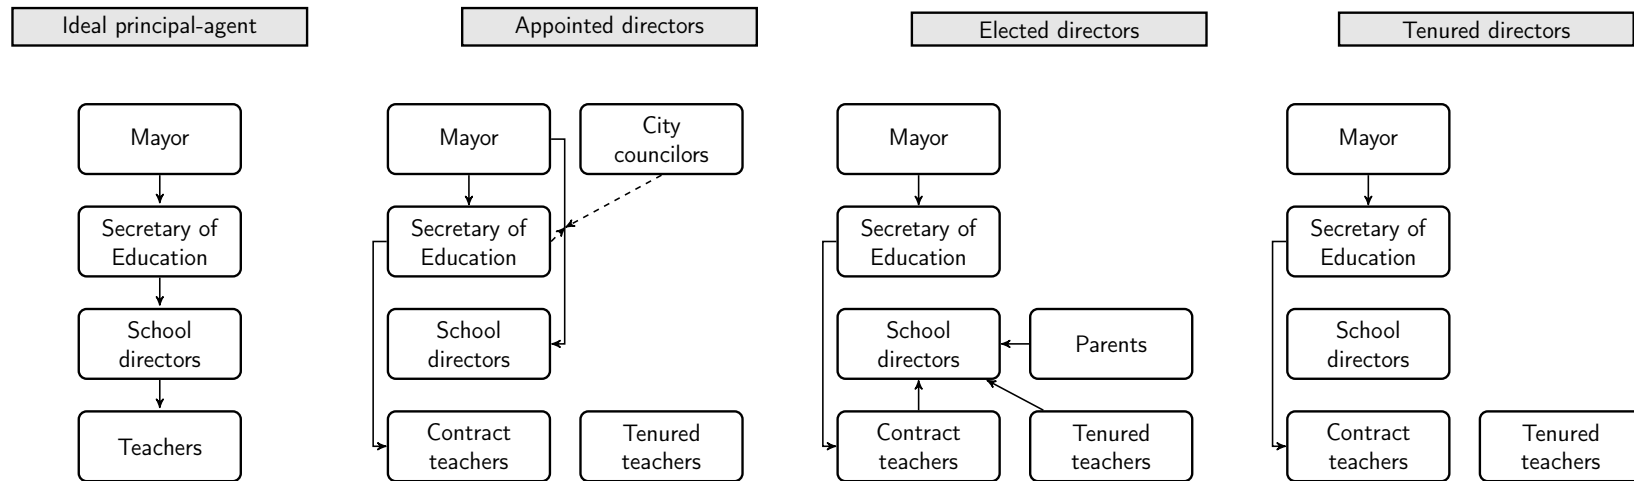 Ideal principal-agent
Mayor
Secretary of
Education
School
directors
Teachers
Appointed directors
Mayor
City
councilors
Secretary of
Education
School
directors
Contract
teachers
Tenured
teachers
Elected directors
Mayor
Secretary of
Education
School
directors
Parents
Contract
teachers
Tenured
teachers
Tenured directors
Mayor
Secretary of
Education
School
directors
Contract
teachers
Tenured
teachers